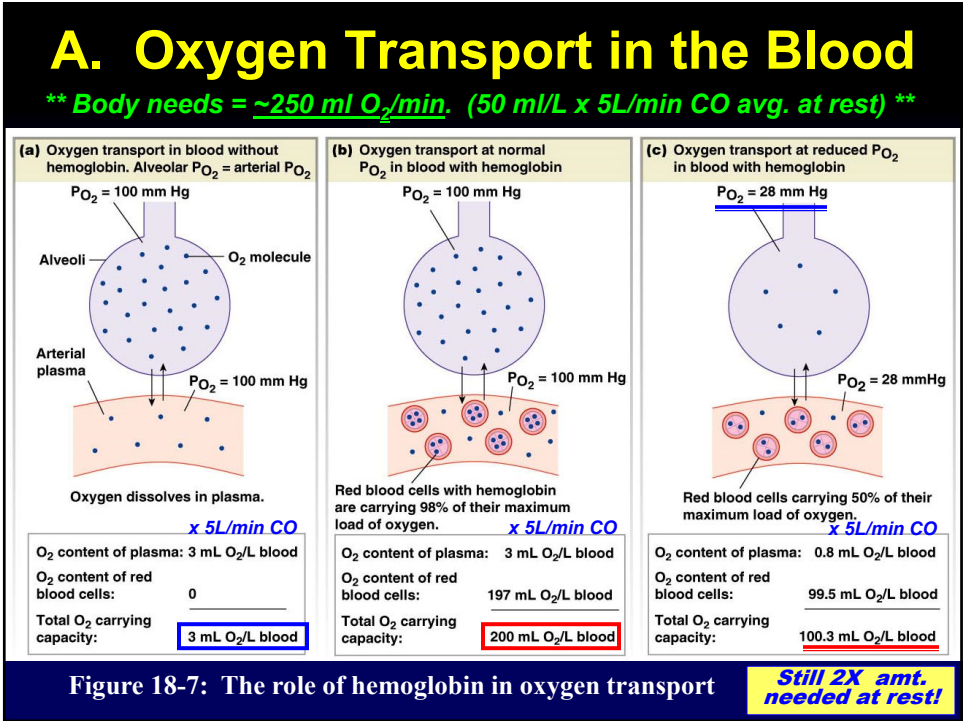 A. Oxygen Transport in the Blood
** Body needs = ~250 ml O2/min. (50 ml/L x 5L/min CO avg. at rest) **
(a) Oxygen transport in blood without
hemoglobin. Alveolar PO2 = arterial PO2
PO2 = 100 mm Hg
Alveoli
O2 molecule
Arterial
plasma
PO2 = 100 mm Hg
Oxygen dissolves in plasma.
x 5L/min CO
O2 content of plasma: 3 mL O2/L blood
O2 content of red
blood cells: 0
Total O2 carrying
capacity: 3 mL O2/L blood
(b) Oxygen transport at normal
PO2 in blood with hemoglobin
PO2 = 100 mm Hg
PO2 = 100 mm Hg
Red blood cells with hemoglobin
are carrying 98% of their maximum
load of oxygen.
x 5L/min CO
O2 content of plasma: 3 mL O2/L blood
O2 content of red
blood cells: 197 mL O2/L blood
Total O2 carrying
capacity: 200 mL O2/L blood
(c) Oxygen transport at reduced PO2
in blood with hemoglobin
PO2 = 28 mm Hg
PO2 = 28 mmHg
Red blood cells carrying 50% of their
maximum load of oxygen.
x 5L/min CO
O2 content of plasma: 0.8 mL O2/L blood
O2 content of red
blood cells: 99.5 mL O2/L blood
Total O2 carrying
capacity: 100.3 mL O2/L blood
Figure 18-7: The role of hemoglobin in oxygen transport
Still 2X amt.
needed at rest!